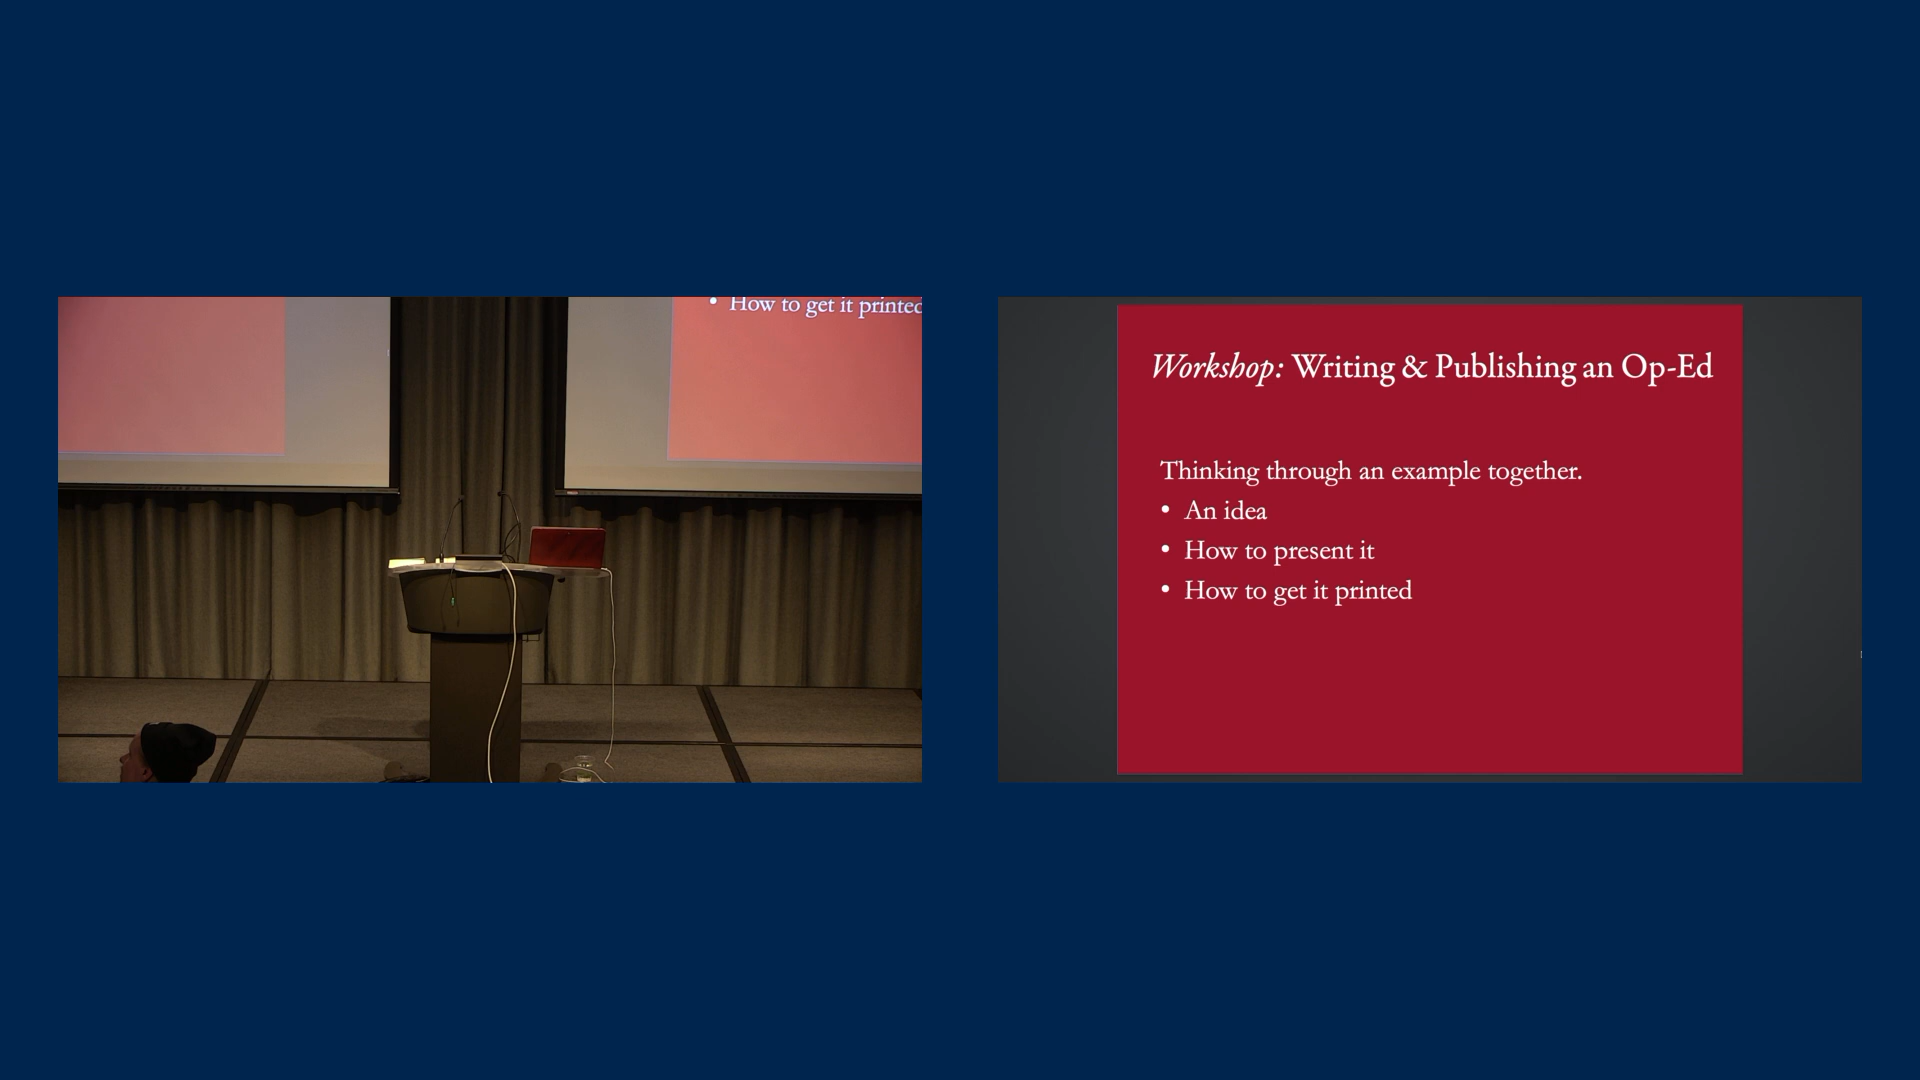 • How to get it printed
Workshop: Writing & Publishing an Op-Ed
Thinking through an example together.
• An idea
• How to present it
• How to get it printed